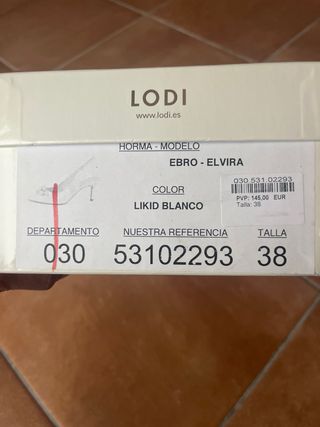 LODI
www.lodi.es
HORMA - MODELO
EBRO - ELVIRA
030 531.02293
PVP: 145,00 EUR
Talla: 38
COLOR
LIKID BLANCO
DEPARTAMENTO NUESTRA REFERENCIA TALLA
030 53102293 38